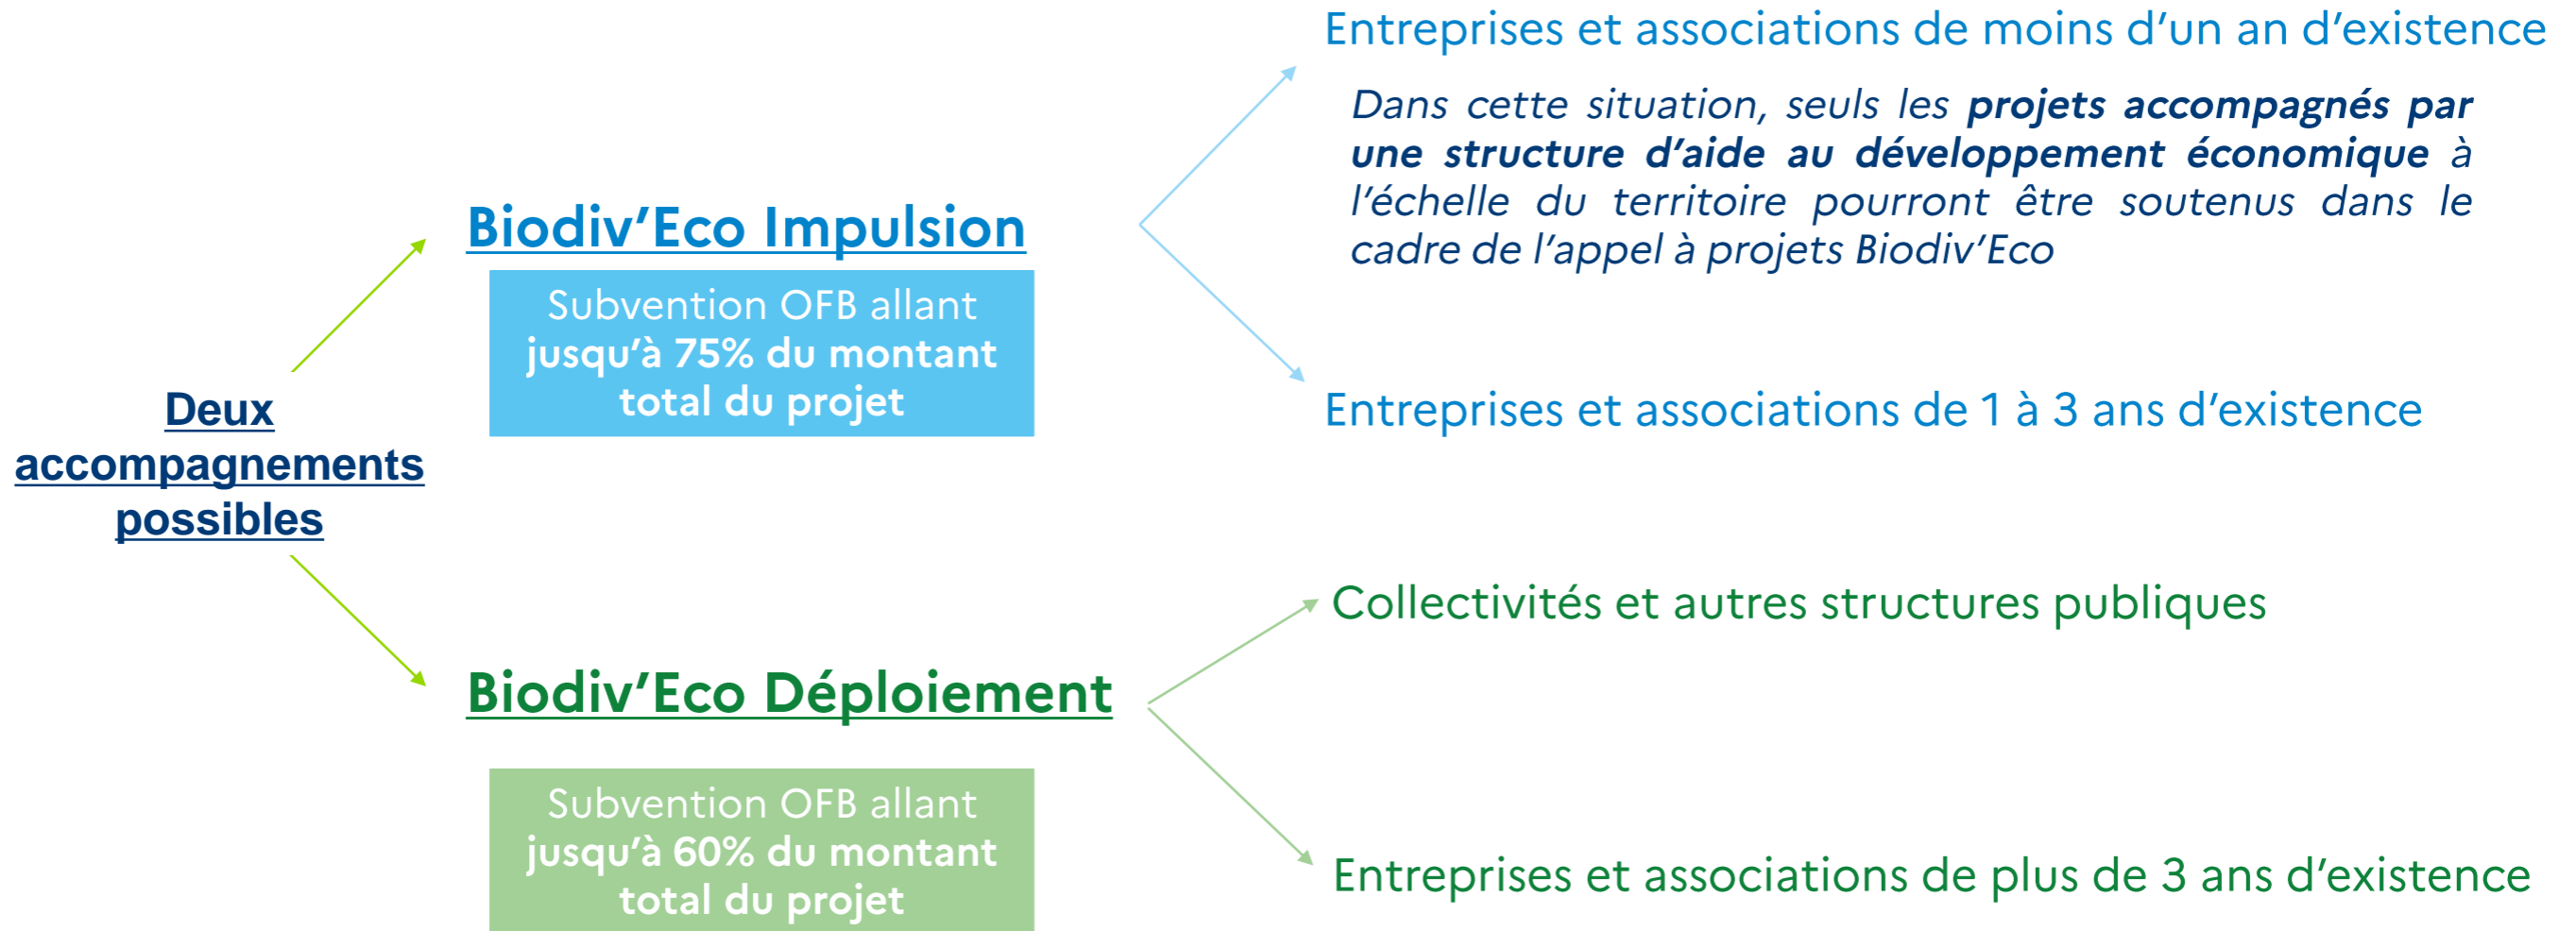 Deux
accompagnements
possibles
Biodiv’Eco Impulsion
Subvention OFB allant
jusqu’à 75% du montant
total du projet
Entreprises et associations de moins d’un an d’existence
Dans cette situation, seuls les projets accompagnés par
une structure d’aide au développement économique à
l’échelle du territoire pourront être soutenus dans le
cadre de l’appel à projets Biodiv’Eco
Entreprises et associations de 1 à 3 ans d’existence
Biodiv’Eco Déploiement
Subvention OFB allant
jusqu’à 60% du montant
total du projet
Collectivités et autres structures publiques
Entreprises et associations de plus de 3 ans d’existence